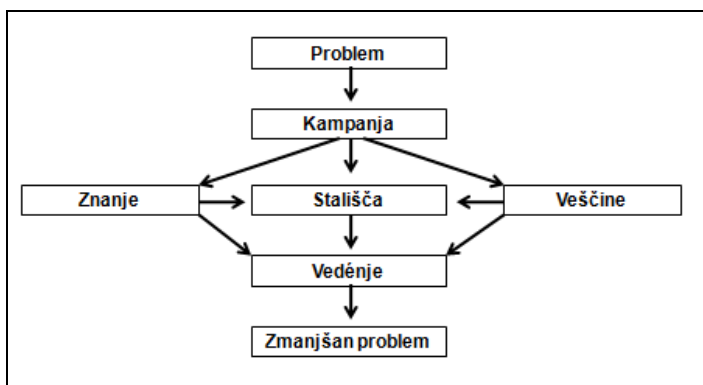 Problem
Kampanja
Znanje
Stališča
Veščine
Vedénje
Zmanjšan problem